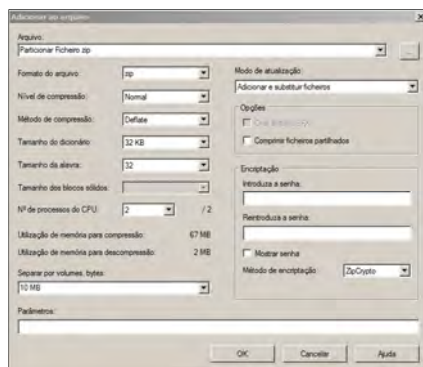 Adicionar ao arquivo
Arquivo:
Particionar Ficheiro zip
...
Formato do arquivo: zip
Nível de compressão: Normal
Método de compressão: Deflate
Tamanho do dicionário: 32 KB
Tamanho da alavra: 32
Tamanho dos blocos sólidos:
Nº de processos do CPU: 2 / 2
Utilização de memória para compressão: 67 MB
Utilização de memória para descompressão: 2 MB
Separar por volumes, bytes:
10 MB
Parâmetros:
Modo de atualização:
Adicionar e substituir ficheiros
Opções
Comprimir ficheiros partilhados
Encriptação
Introduza a senha:
Reintroduza a senha:
Mostrar senha
Método de encriptação ZipCrypto
OK
Cancelar
Ajuda